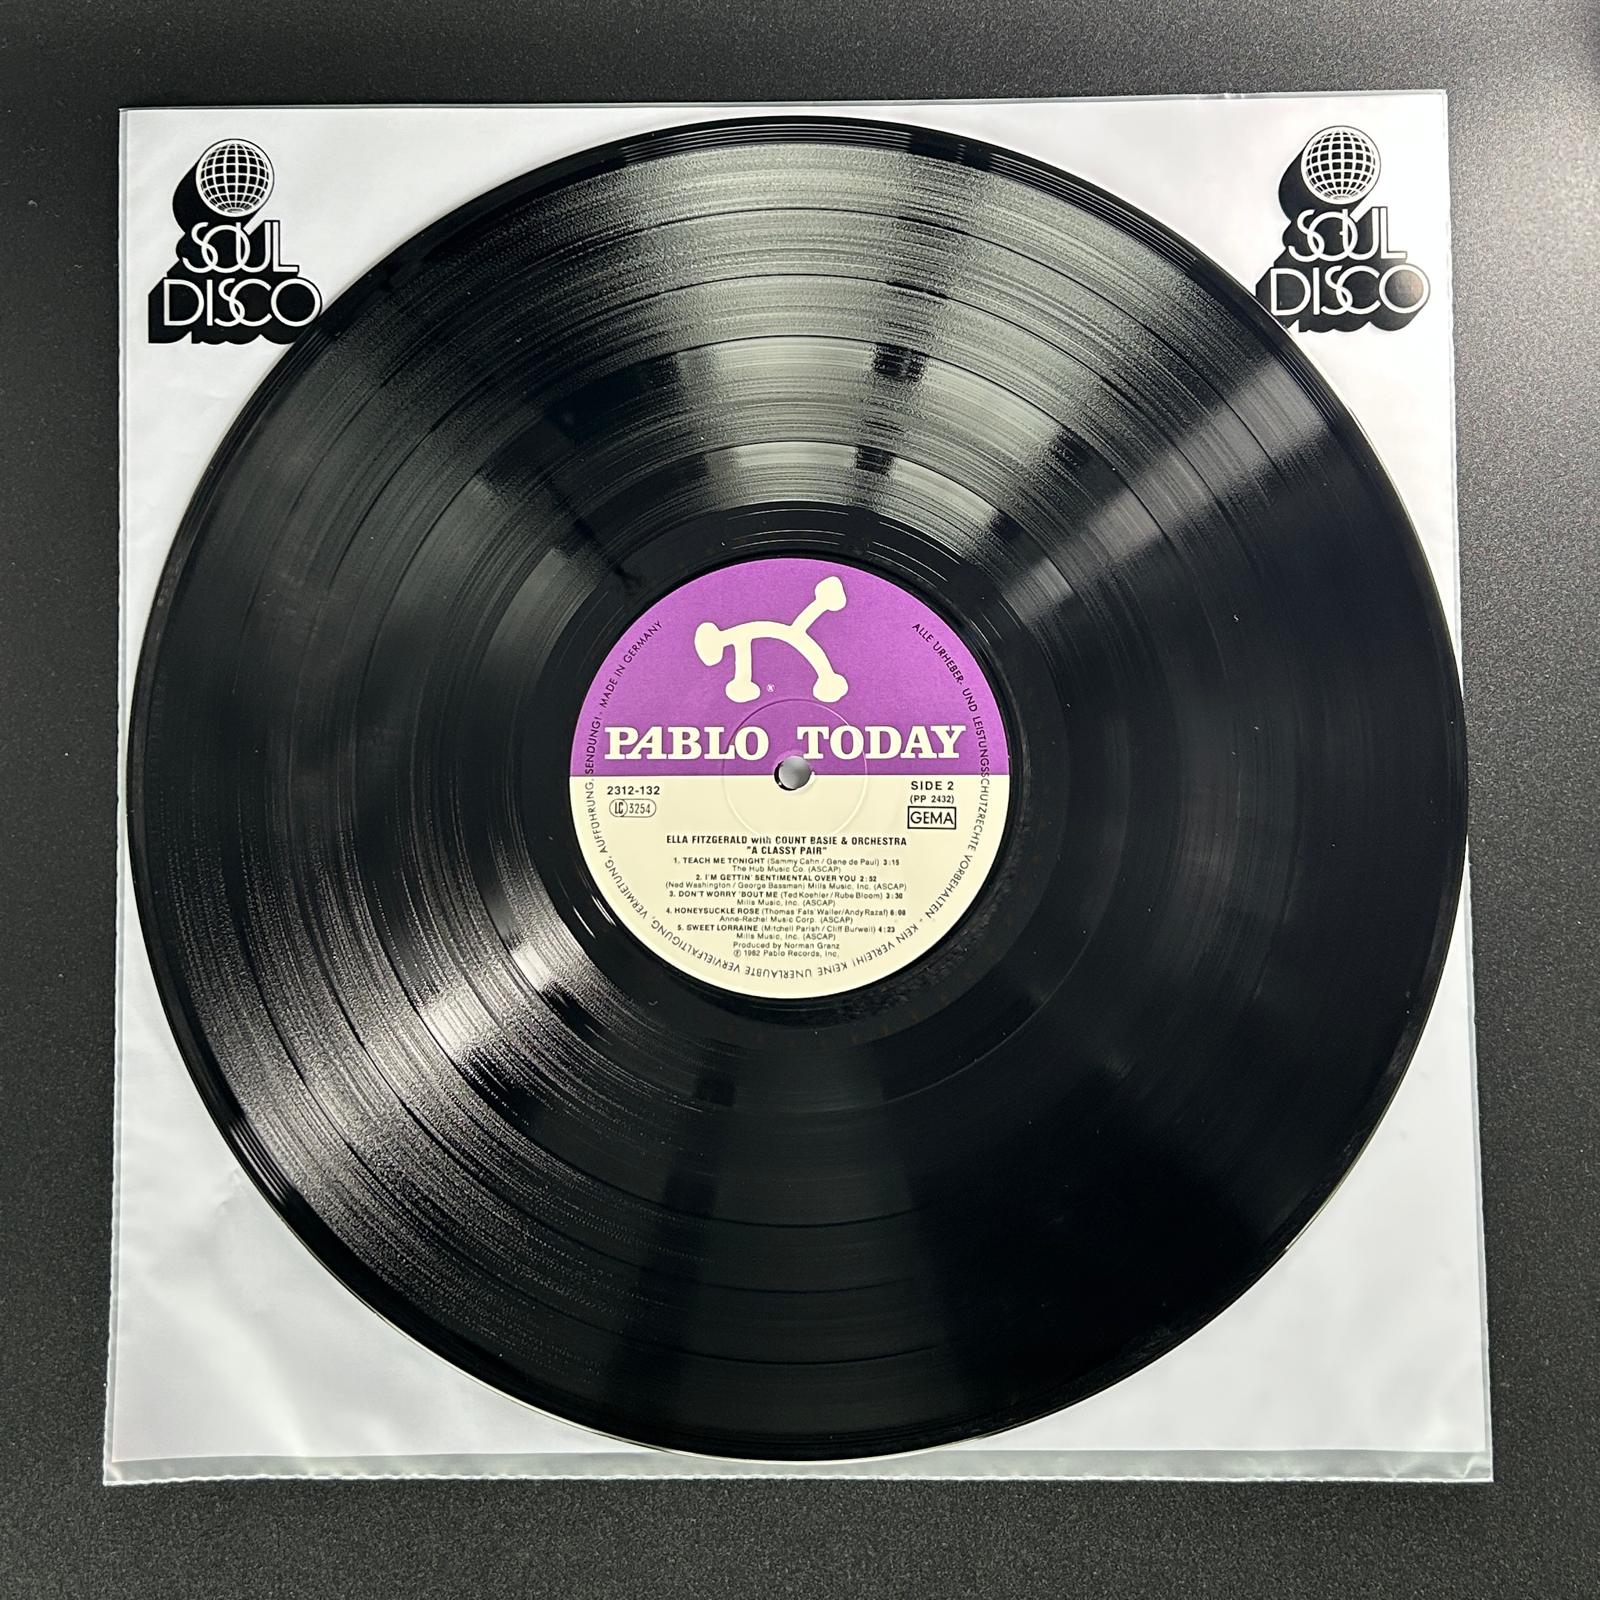 SOUL
DISCO
SOUL
DISCO
®
PABLO TODAY
2312-132
LC 3254
SIDE 2
(PP 2432)
GEMA
ELLA FITZGERALD with COUNT BASIE & ORCHESTRA
"A CLASSY PAIR"
1. TEACH ME TONIGHT (Sammy Cahn / Gene de Paul) 3:15
The Hub Music Co. (ASCAP)
2. I'M GETTIN' SENTIMENTAL OVER YOU 2:52
(Ned Washington / George Bassman) Mills Music, Inc. (ASCAP)
3. DON'T WORRY 'BOUT ME (Ted Koehler / Rube Bloom) 3:30
Mills Music, Inc. (ASCAP)
4. HONEYSUCKLE ROSE (Thomas 'Fats' Waller/Andy Razaf) 6:08
Anne-Rachel Music Corp. (ASCAP)
5. SWEET LORRAINE (Mitchell Parish / Cliff Burwell) 4:23
Mills Music, Inc. (ASCAP)
Produced by Norman Granz
℗ 1982 Pablo Records, Inc.
ALLE URHEBER- UND LEISTUNGSSCHUTZRECHTE VORBEHALTEN - KEIN VERLEIH! KEINE UNERLAUBTE VERVIELFÄLTIGUNG, VERMIETUNG, AUFFÜHRUNG, SENDUNG! · MADE IN GERMANY